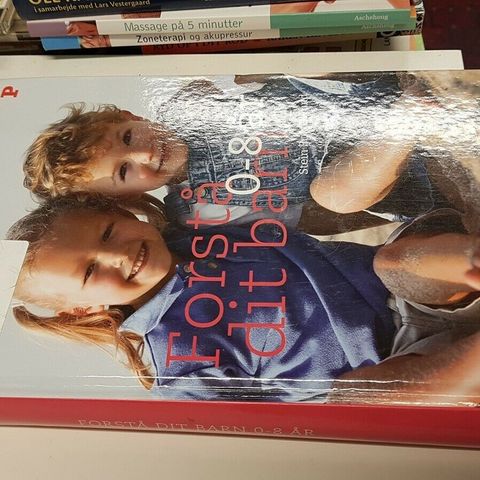 i samarbejde med Lars Vestergaard
Massage på 5 minutter
Aschehoug
Zoneterapi og akupressur
P
Forstå
dit barn
0-8 år
FORSTÅ DIT BARN 0-8 ÅR